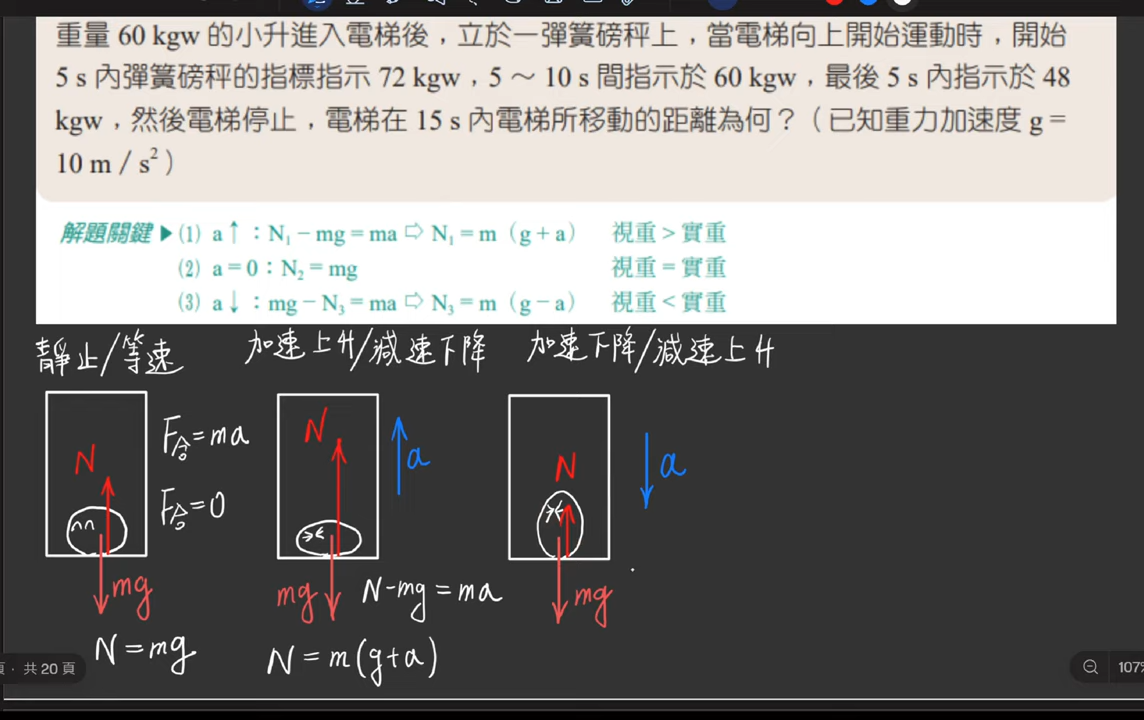 重量 60 kgw 的小升進入電梯後，立於一彈簧磅秤上，當電梯向上開始運動時，開始
5 s 內彈簧磅秤的指標指示 72 kgw，5 ～ 10 s 間指示於 60 kgw，最後 5 s 內指示於 48
kgw，然後電梯停止，電梯在 15 s 內電梯所移動的距離為何？（已知重力加速度 g =
10 m / s²）
解題關鍵▶(1) a↑：N₁－mg＝ma⇨N₁＝m（g＋a） 視重＞實重
(2) a＝0：N₂＝mg 視重＝實重
(3) a↓：mg－N₃＝ma⇨N₃＝m（g－a） 視重＜實重
靜止/等速 加速上升/減速下降 加速下降/減速上升
N F合=ma N a N a
F合=0
mg mg N-mg=ma mg
N=mg N=m(g+a)
頁· 共 20 頁 107%